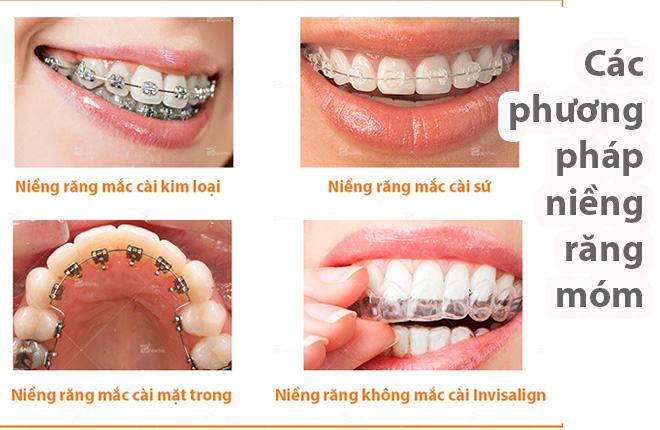 Các
phương
pháp
niềng
răng
móm
Niềng răng mắc cài kim loại
Niềng răng mắc cài sứ
Niềng răng mắc cài mặt trong
Niềng răng không mắc cài Invisalign